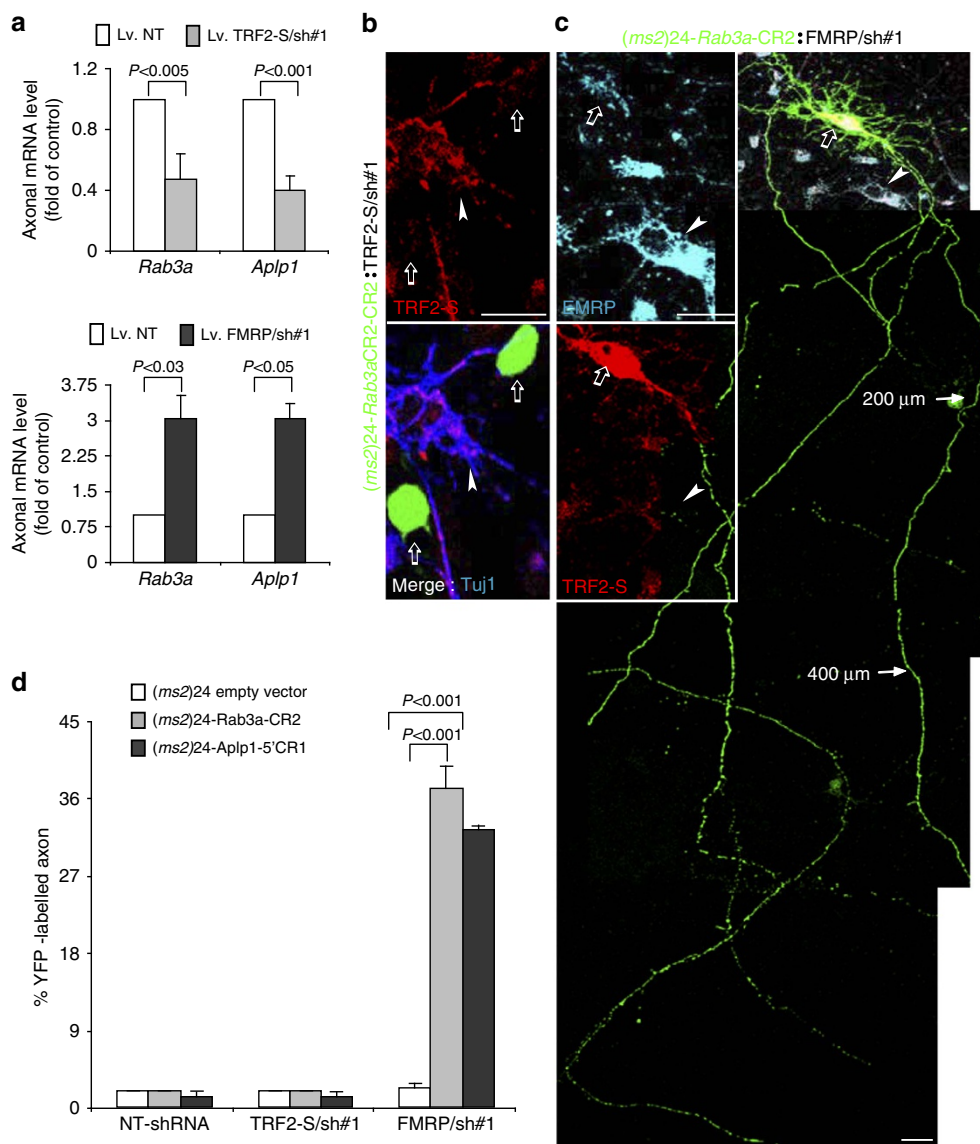 a
Lv. NT
Lv. TRF2-S/sh#1
Axonal mRNA level
(fold of control)
1.2
0.8
0.4
0
P<0.005
P<0.001
Rab3a
Aplp1
Lv. NT
Lv. FMRP/sh#1
Axonal mRNA level
(fold of control)
3.75
3
2.25
1.5
0.75
0
P<0.03
P<0.05
Rab3a
Aplp1
b
(ms2)24-Rab3aCR2-CR2:TRF2-S/sh#1
TRF2-S
Merge : Tuj1
c
(ms2)24-Rab3a-CR2:FMRP/sh#1
FMRP
TRF2-S
200 μm
400 μm
d
(ms2)24 empty vector
(ms2)24-Rab3a-CR2
(ms2)24-Aplp1-5'CR1
% YFP -labelled axon
45
36
27
18
9
0
P<0.001
P<0.001
NT-shRNA
TRF2-S/sh#1
FMRP/sh#1